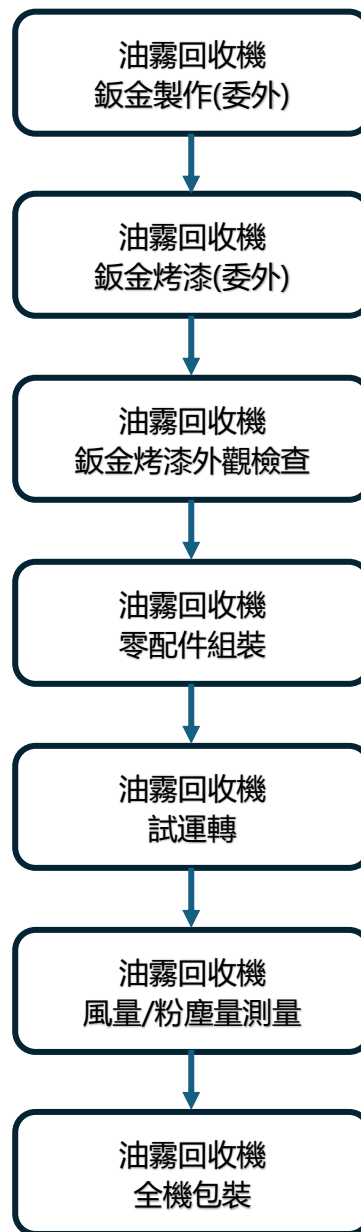 油霧回收機
鈑金製作(委外)
油霧回收機
鈑金烤漆(委外)
油霧回收機
鈑金烤漆外觀檢查
油霧回收機
零配件組裝
油霧回收機
試運轉
油霧回收機
風量/粉塵量測量
油霧回收機
全機包裝